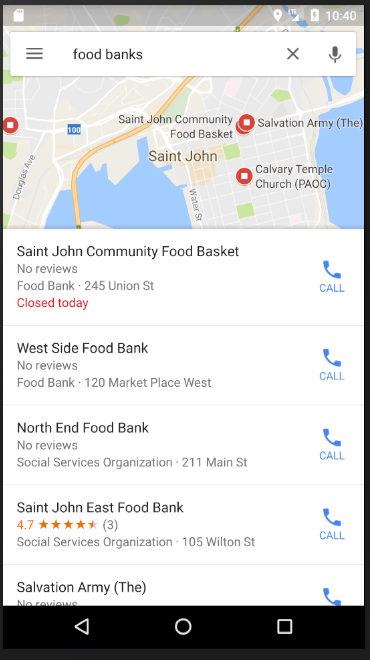 10:40
food banks
Saint John Community
Food Basket
Salvation Army (The)
100
Saint John
Calvary Temple
Church (PAOC)
Douglas Ave
Water St
Saint John Community Food Basket
No reviews
Food Bank · 245 Union St
Closed today
CALL
West Side Food Bank
No reviews
Food Bank · 120 Market Place West
CALL
North End Food Bank
No reviews
Social Services Organization · 211 Main St
CALL
Saint John East Food Bank
4.7 ★★★★★ (3)
Social Services Organization · 105 Wilton St
CALL
Salvation Army (The)
No reviews